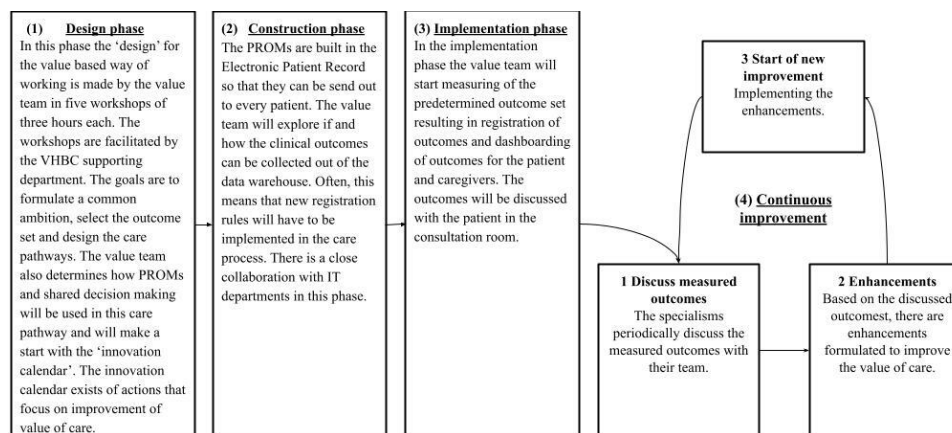 (1) Design phase
In this phase the ‘design’ for
the value based way of
working is made by the value
team in five workshops of
three hours each. The
workshops are facilitated by
the VHBC supporting
department. The goals are to
formulate a common
ambition, select the outcome
set and design the care
pathways. The value team
also determines how PROMs
and shared decision making
will be used in this care
pathway and will make a
start with the ‘innovation
calendar’. The innovation
calendar exists of actions that
focus on improvement of
value of care.
(2) Construction phase
The PROMs are built in the
Electronic Patient Record
so that they can be send out
to every patient. The value
team will explore if and
how the clinical outcomes
can be collected out of the
data warehouse. Often, this
means that new registration
rules will have to be
implemented in the care
process. There is a close
collaboration with IT
departments in this phase.
(3) Implementation phase
In the implementation
phase the value team will
start measuring of the
predetermined outcome set
resulting in registration of
outcomes and dashboarding
of outcomes for the patient
and caregivers. The
outcomes will be discussed
with the patient in the
consultation room.
3 Start of new
improvement
Implementing the
enhancements.
(4) Continuous
improvement
1 Discuss measured
outcomes
The specialisms
periodically discuss the
measured outcomes with
their team.
2 Enhancements
Based on the discussed
outcomest, there are
enhancements
formulated to improve
the value of care.